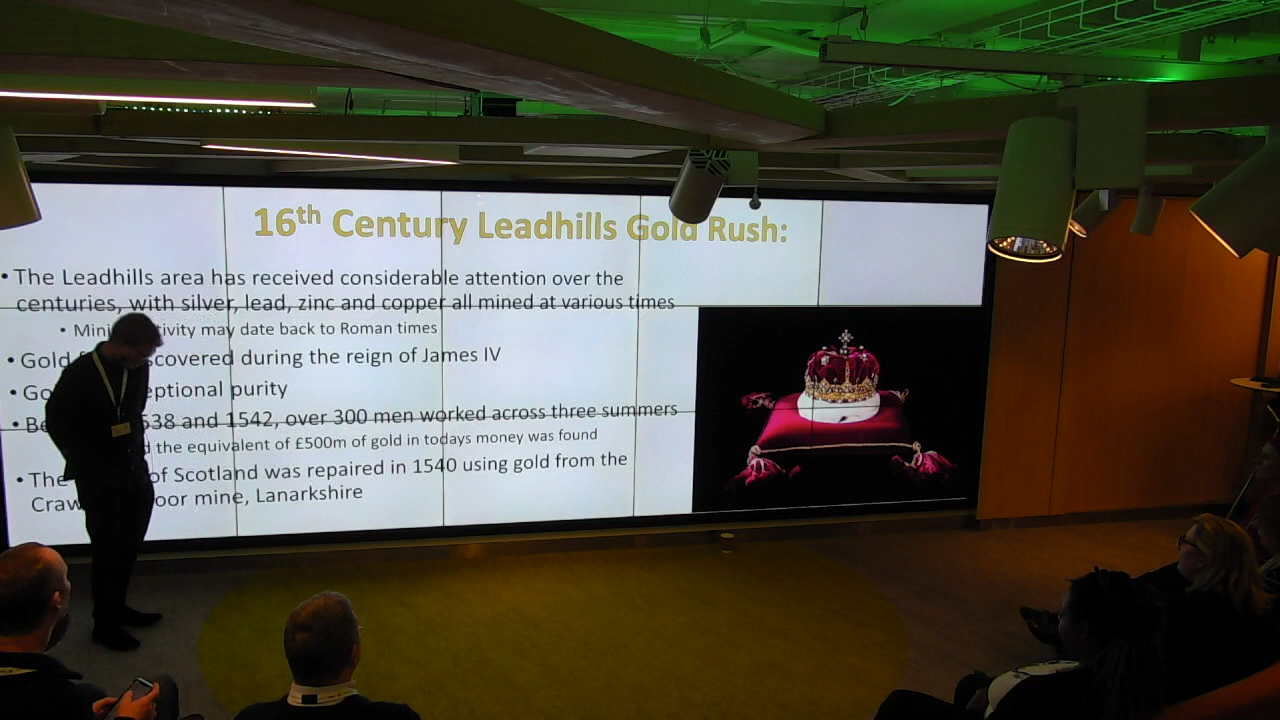 16th Century Leadhills Gold Rush:
• The Leadhills area has received considerable attention over the
centuries, with silver, lead, zinc and copper all mined at various times
• Mini tivity may date back to Roman times
• Gold scovered during the reign of James IV
• Go eptional purity
• Be 538 and 1542, over 300 men worked across three summers
d the equivalent of £500m of gold in todays money was found
• The of Scotland was repaired in 1540 using gold from the
Craw oor mine, Lanarkshire